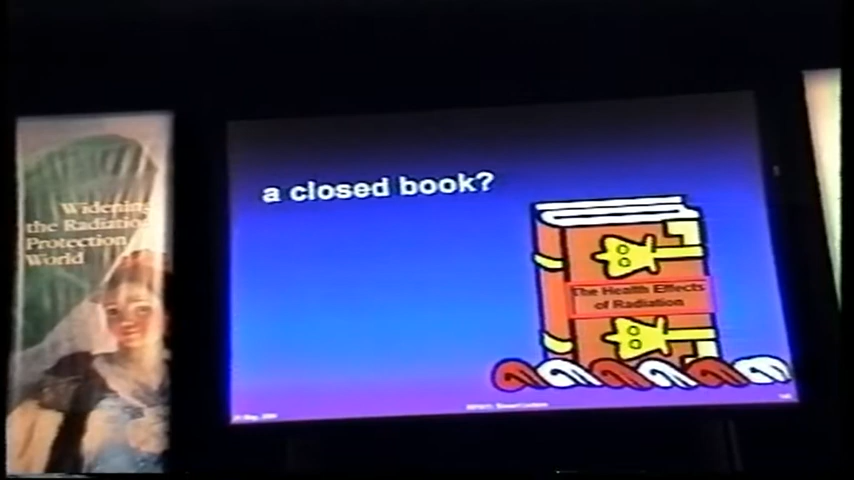 Widening
the Radiation
Protection
World
a closed book?
The Health Effects
of Radiation